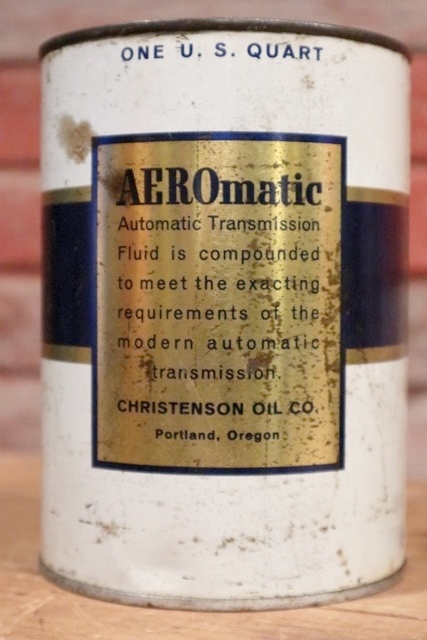 ONE U. S. QUART
AEROmatic
Automatic Transmission
Fluid is compounded
to meet the exacting
requirements of the
modern automatic
transmission.
CHRISTENSON OIL CO.
Portland, Oregon